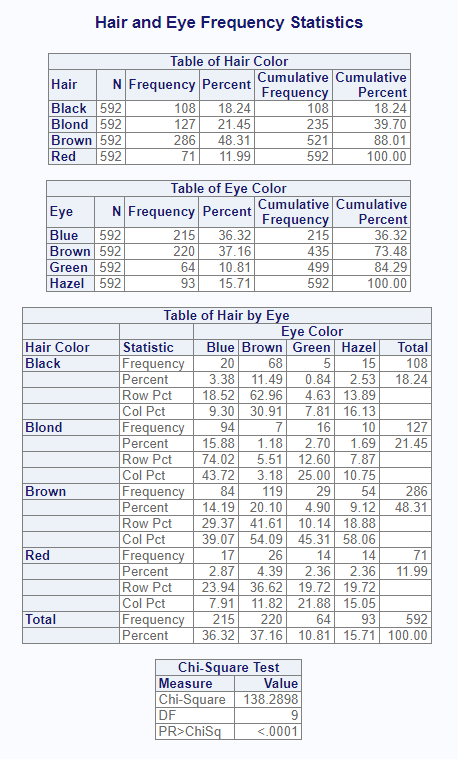 Hair and Eye Frequency Statistics
Table of Hair Color
Hair N Frequency Percent Cumulative Frequency Cumulative Percent
Black 592 108 18.24 108 18.24
Blond 592 127 21.45 235 39.70
Brown 592 286 48.31 521 88.01
Red 592 71 11.99 592 100.00
Table of Eye Color
Eye N Frequency Percent Cumulative Frequency Cumulative Percent
Blue 592 215 36.32 215 36.32
Brown 592 220 37.16 435 73.48
Green 592 64 10.81 499 84.29
Hazel 592 93 15.71 592 100.00
Table of Hair by Eye
Eye Color
Hair Color Statistic Blue Brown Green Hazel Total
Black Frequency 20 68 5 15 108
Percent 3.38 11.49 0.84 2.53 18.24
Row Pct 18.52 62.96 4.63 13.89
Col Pct 9.30 30.91 7.81 16.13
Blond Frequency 94 7 16 10 127
Percent 15.88 1.18 2.70 1.69 21.45
Row Pct 74.02 5.51 12.60 7.87
Col Pct 43.72 3.18 25.00 10.75
Brown Frequency 84 119 29 54 286
Percent 14.19 20.10 4.90 9.12 48.31
Row Pct 29.37 41.61 10.14 18.88
Col Pct 39.07 54.09 45.31 58.06
Red Frequency 17 26 14 14 71
Percent 2.87 4.39 2.36 2.36 11.99
Row Pct 23.94 36.62 19.72 19.72
Col Pct 7.91 11.82 21.88 15.05
Total Frequency 215 220 64 93 592
Percent 36.32 37.16 10.81 15.71 100.00
Chi-Square Test
Measure Value
Chi-Square 138.2898
DF 9
PR>ChiSq <.0001